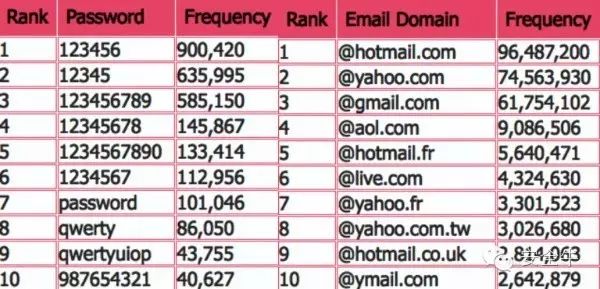 Rank Password Frequency Rank Email Domain Frequency
1 123456 900,420 1 @hotmail.com 96,487,200
2 12345 635,995 2 @yahoo.com 74,563,930
3 123456789 585,150 3 @gmail.com 61,754,102
4 12345678 145,867 4 @aol.com 9,086,506
5 1234567890 133,414 5 @hotmail.fr 5,640,471
6 1234567 112,956 6 @live.com 4,324,630
7 password 101,046 7 @yahoo.fr 3,301,523
8 qwerty 86,050 8 @yahoo.com.tw 3,026,680
9 qwertyuiop 43,755 9 @hotmail.co.uk
安全牛
10 987654321 40,627 10 @ymail.com 2,642,879